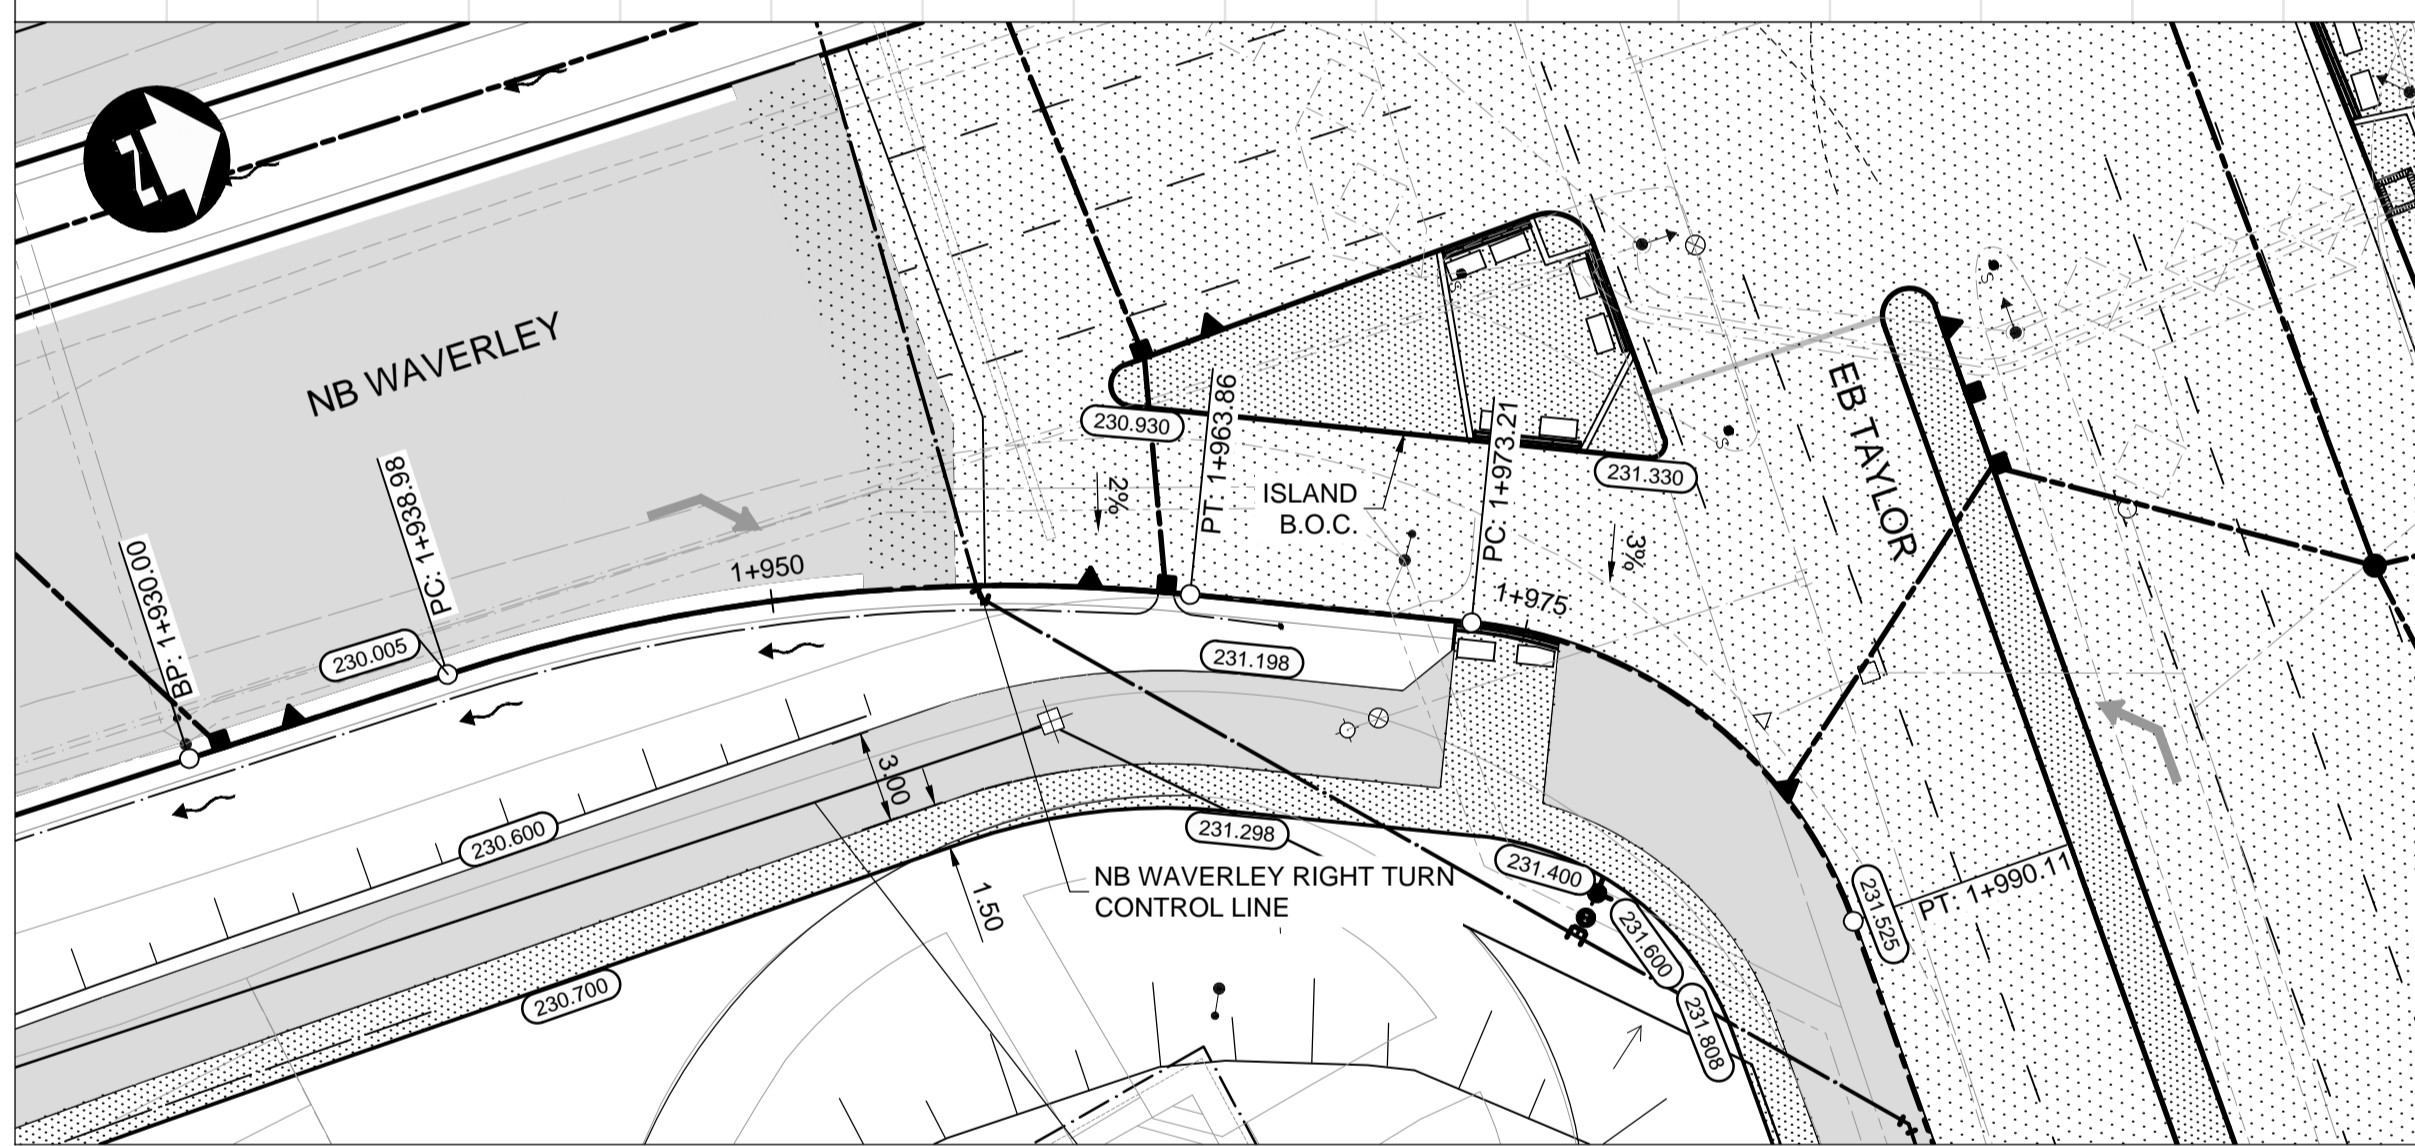 NB WAVERLEY
BP: 1+930.00
PC: 1+938.98
230.005
1+950
230.930
2%
PT: 1+963.86
ISLAND
B.O.C.
PC: 1+973.21
231.330
3%
1+975
EB TAYLOR
231.198
3.00
230.600
231.298
NB WAVERLEY RIGHT TURN
CONTROL LINE
1.50
231.400
231.600
231.525
PT: 1+990.11
230.700
231.808